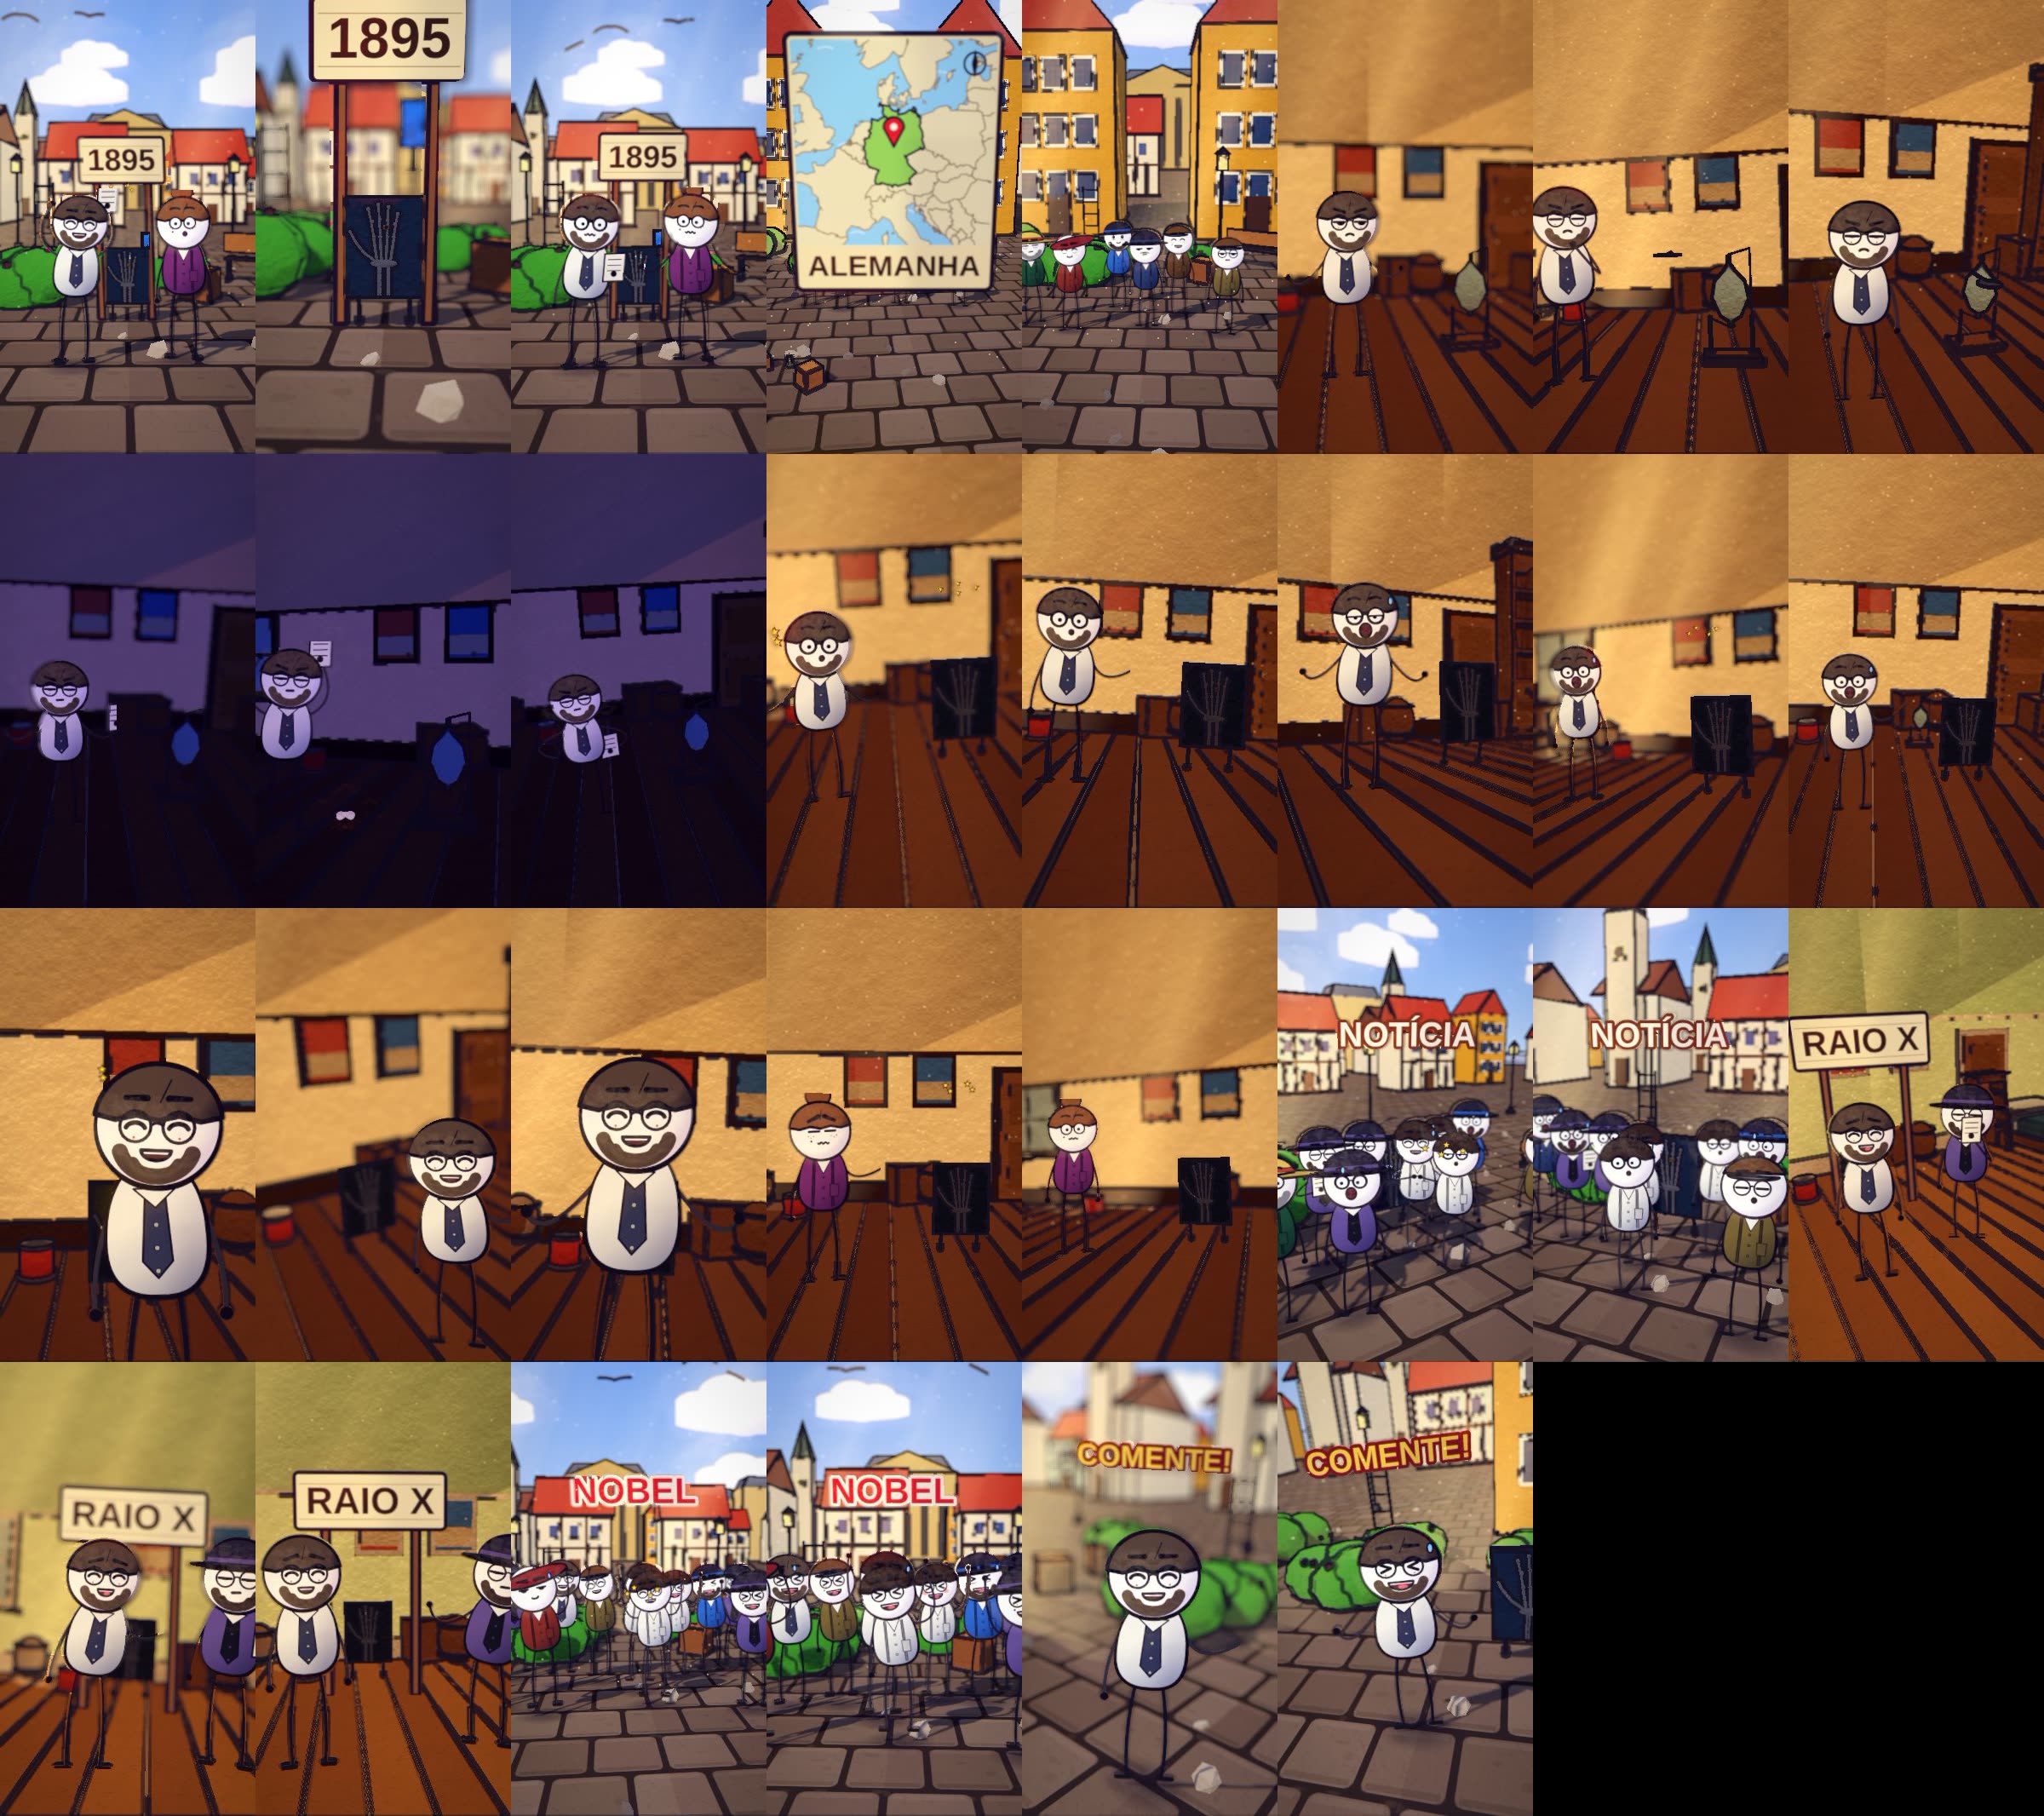 1895
1895
1895
ALEMANHA
NOTÍCIA
NOTÍCIA
RAIO X
RAIO X
RAIO X
NOBEL
NOBEL
COMENTE!
COMENTE!